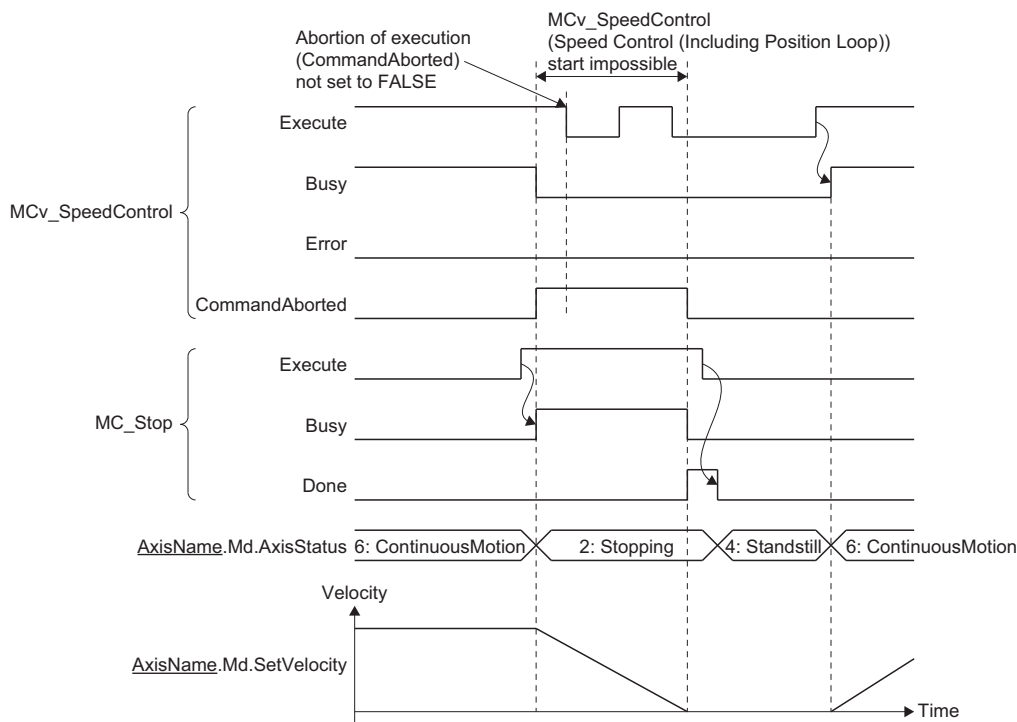 MCv_SpeedControl
(Speed Control (Including Position Loop))
start impossible
Abortion of execution
(CommandAborted)
not set to FALSE
MCv_SpeedControl
Execute
Busy
Error
CommandAborted
MC_Stop
Execute
Busy
Done
AxisName.Md.AxisStatus
6: ContinuousMotion
2: Stopping
4: Standstill
6: ContinuousMotion
Velocity
AxisName.Md.SetVelocity
Time